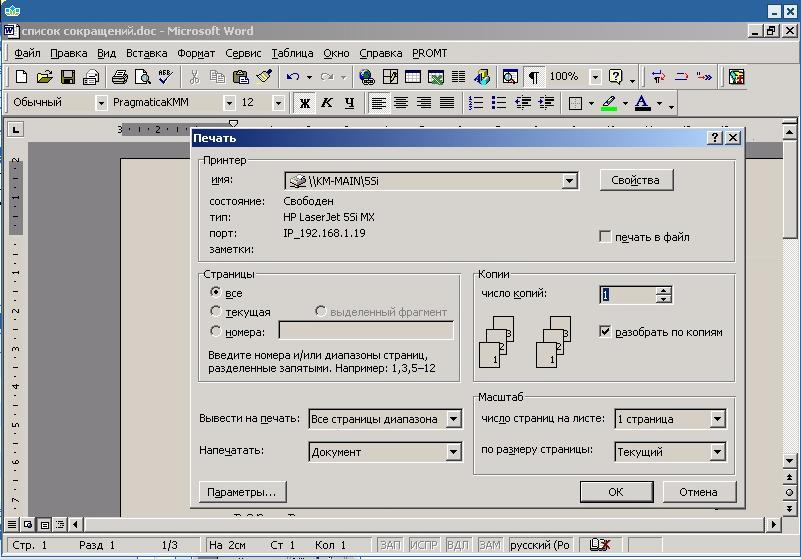 список сокращений.doc - Microsoft Word
Файл Правка Вид Вставка Формат Сервис Таблица Окно Справка PROMT
100%
Обычный PragmaticaKMM 12 Ж К Ч
3 2 1
Печать
Принтер
имя: \\KM-MAIN\5Si Свойства
состояние: Свободен
тип: HP LaserJet 5Si MX
порт: IP_192.168.1.19 печать в файл
заметки:
Страницы Копии
все число копий: 1
текущая выделенный фрагмент
номера: разобрать по копиям
Введите номера и/или диапазоны страниц,
разделенные запятыми. Например: 1,3,5–12
Масштаб
Вывести на печать: Все страницы диапазона число страниц на листе: 1 страница
Напечатать: Документ по размеру страницы: Текущий
Параметры... OK Отмена
Стр. 1 Разд 1 1/3 На 2см Ст 1 Кол 1 ЗАП ИСПР ВДЛ ЗАМ русский (Ро